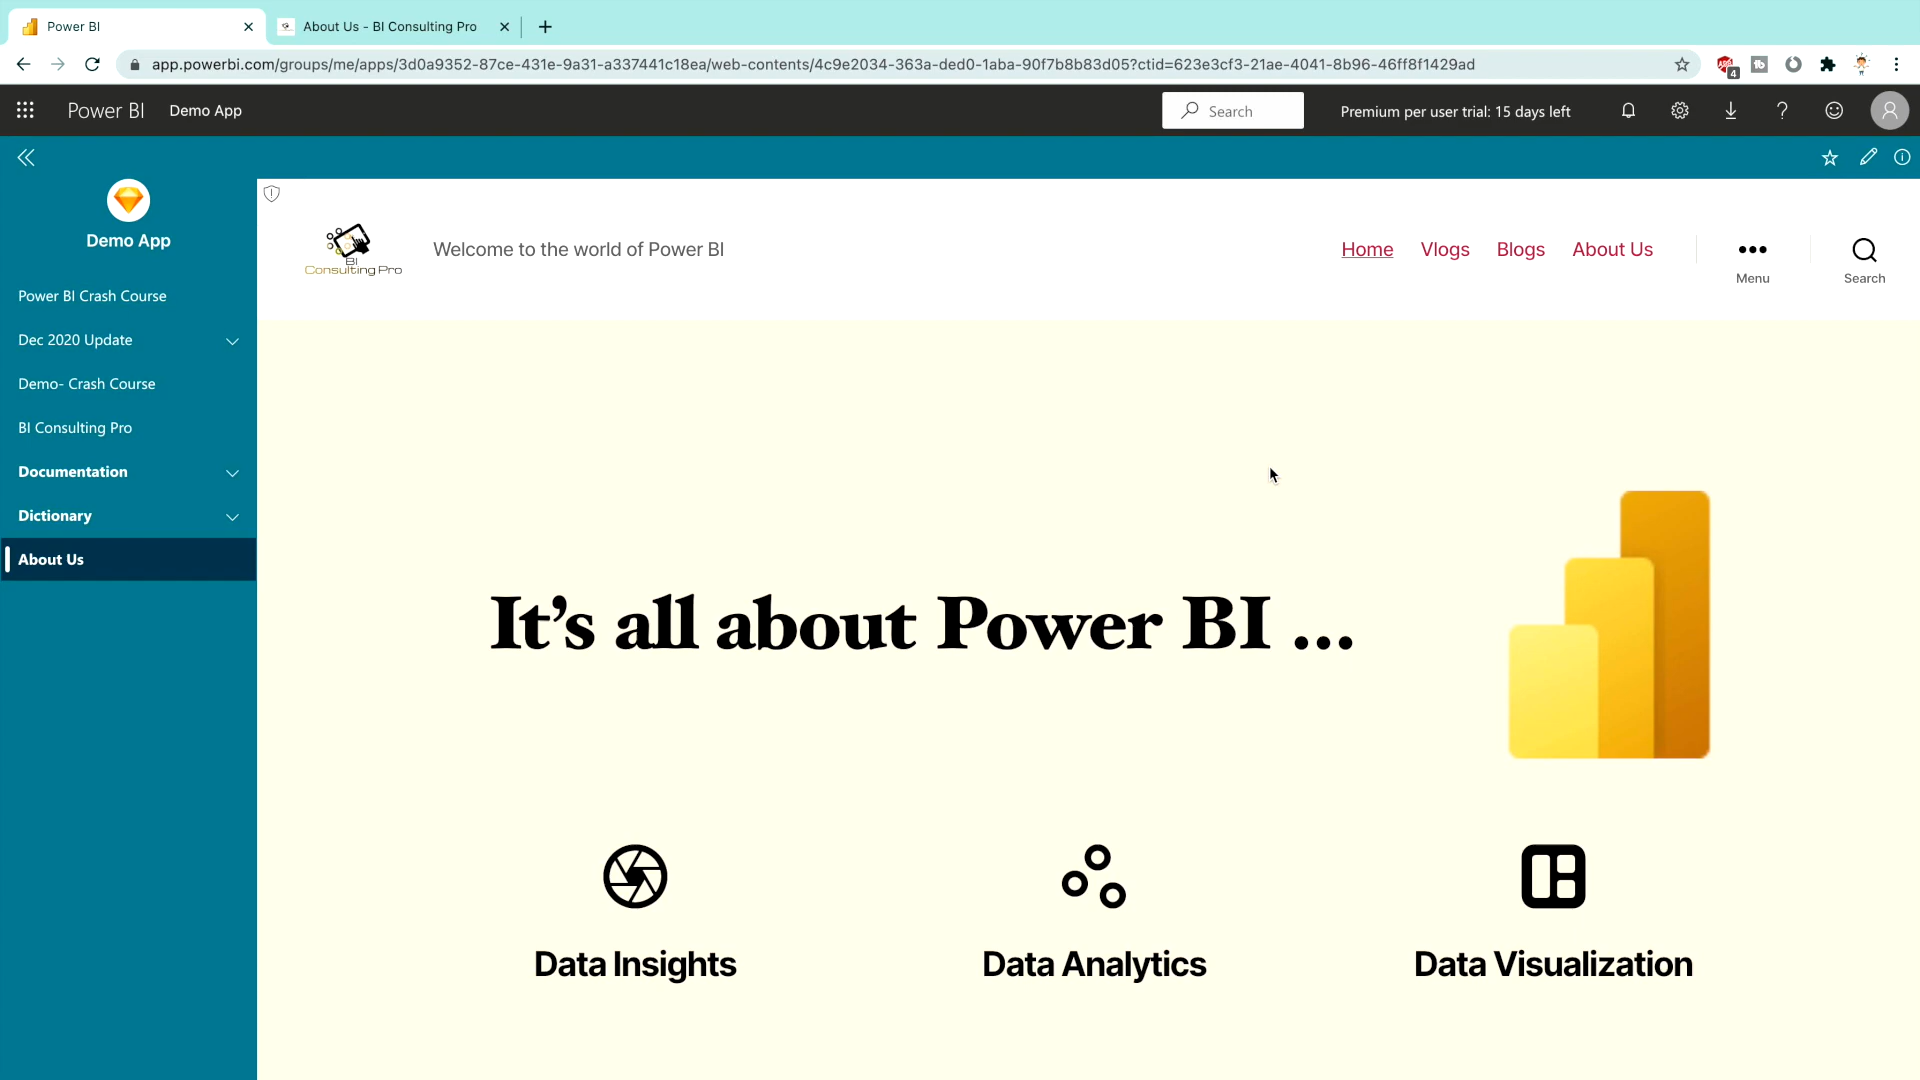 Power BI
About Us - BI Consulting Pro
app.powerbi.com/groups/me/apps/3d0a9352-87ce-431e-9a31-a337441c18ea/web-contents/4c9e2034-363a-ded0-1aba-90f7b8b83d05?ctid=623e3cf3-21ae-4041-8b96-46ff8f1429ad
4
Power BI
Demo App
Search
Premium per user trial: 15 days left
Demo App
Power BI Crash Course
Dec 2020 Update
Demo- Crash Course
BI Consulting Pro
Documentation
Dictionary
About Us
BI
Consulting Pro
Welcome to the world of Power BI
Home
Vlogs
Blogs
About Us
Menu
Search
It’s all about Power BI ...
Data Insights
Data Analytics
Data Visualization